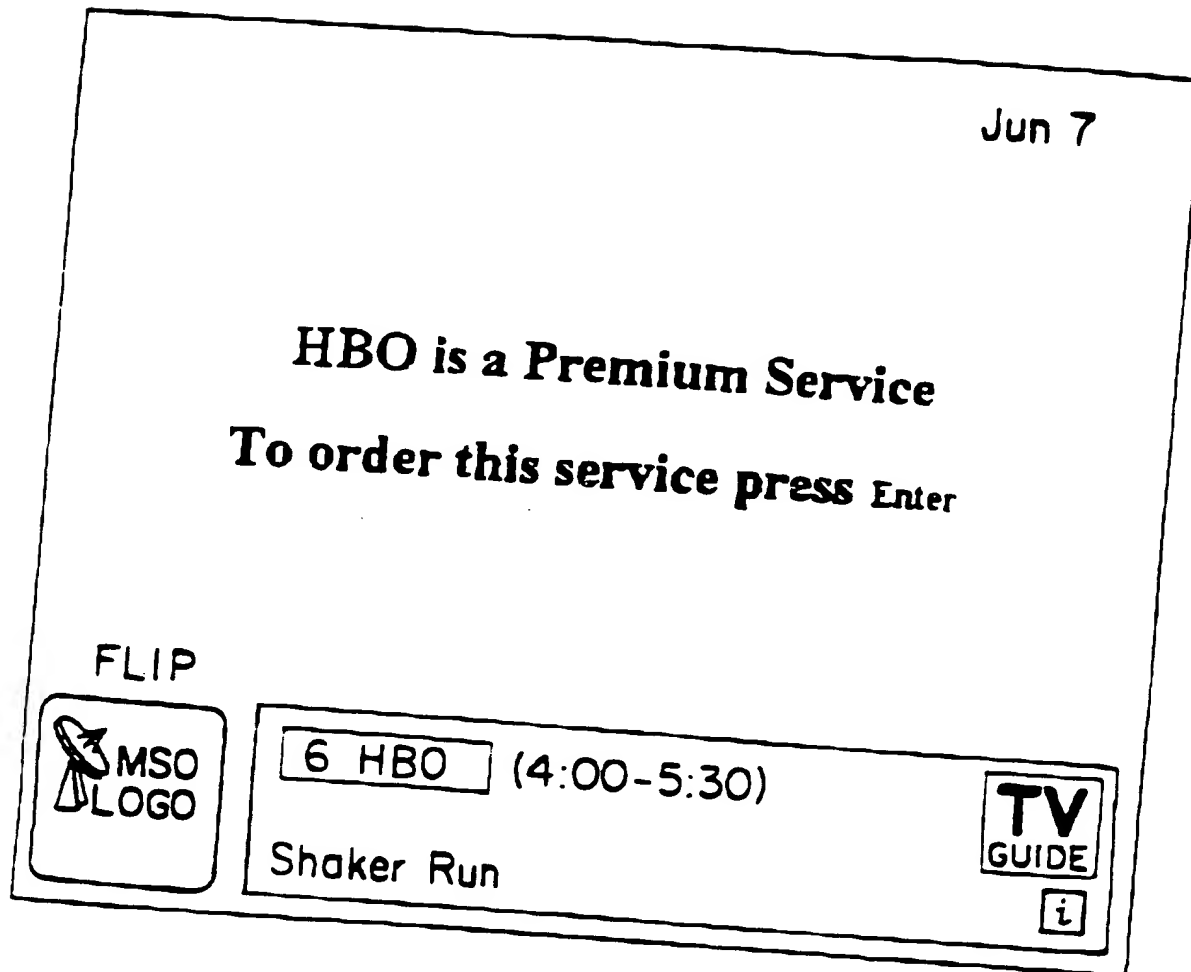 Jun 7
HBO is a Premium Service
To order this service press Enter
FLIP
MSO
LOGO
6 HBO (4:00-5:30)
Shaker Run
TV
GUIDE
i